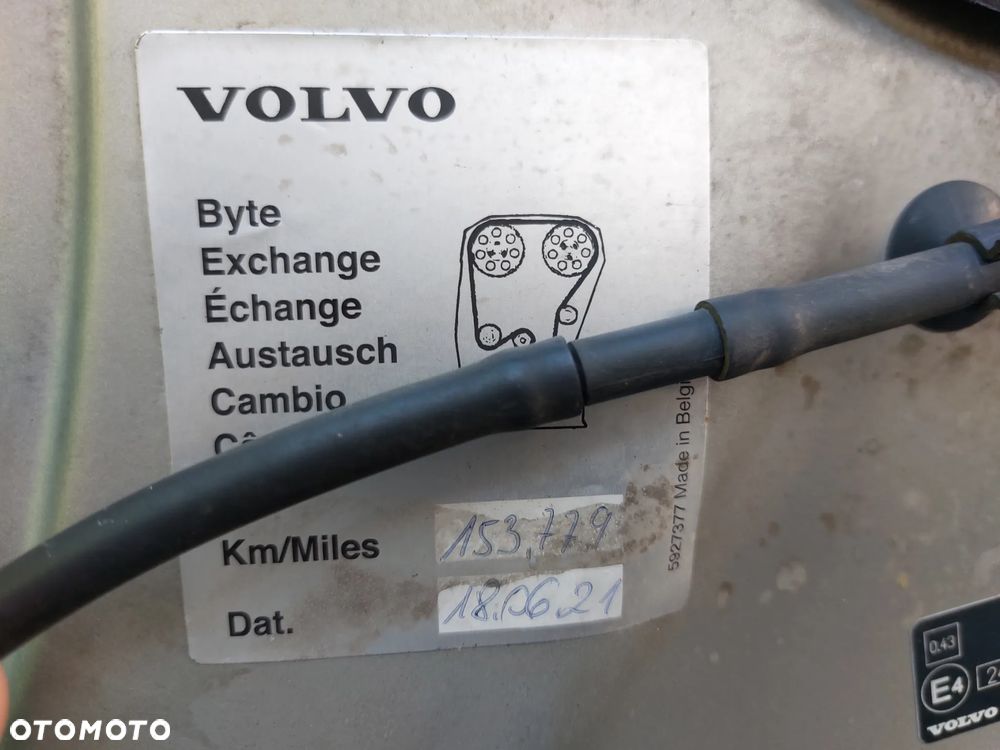 VOLVO
Byte
Exchange
Échange
Austausch
Cambio
Km/Miles 153,779
Dat. 18.06.21
5927377 Made in Belg
0.43
E4
VOLVO
OTOMOTO